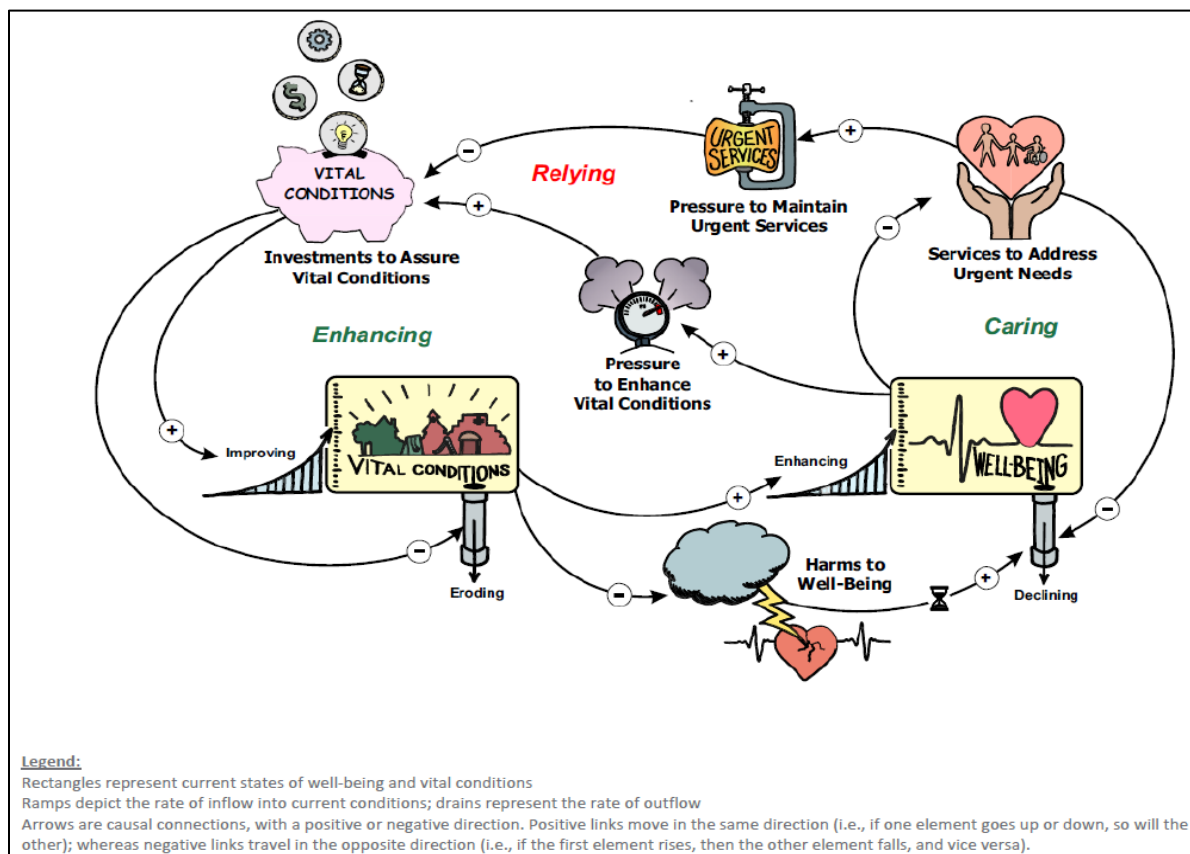 VITAL
CONDITIONS
Investments to Assure
Vital Conditions
−
+
Relying
URGENT
SERVICES
Pressure to Maintain
Urgent Services
+
−
Services to Address
Urgent Needs
Enhancing
Pressure
to Enhance
Vital Conditions
+
Caring
+
Improving
VITAL CONDITIONS
−
Eroding
+
Enhancing
WELL-BEING
−
−
Harms to
Well-Being
+
Declining
Legend:
Rectangles represent current states of well-being and vital conditions
Ramps depict the rate of inflow into current conditions; drains represent the rate of outflow
Arrows are causal connections, with a positive or negative direction. Positive links move in the same direction (i.e., if one element goes up or down, so will the
other); whereas negative links travel in the opposite direction (i.e., if the first element rises, then the other element falls, and vice versa).